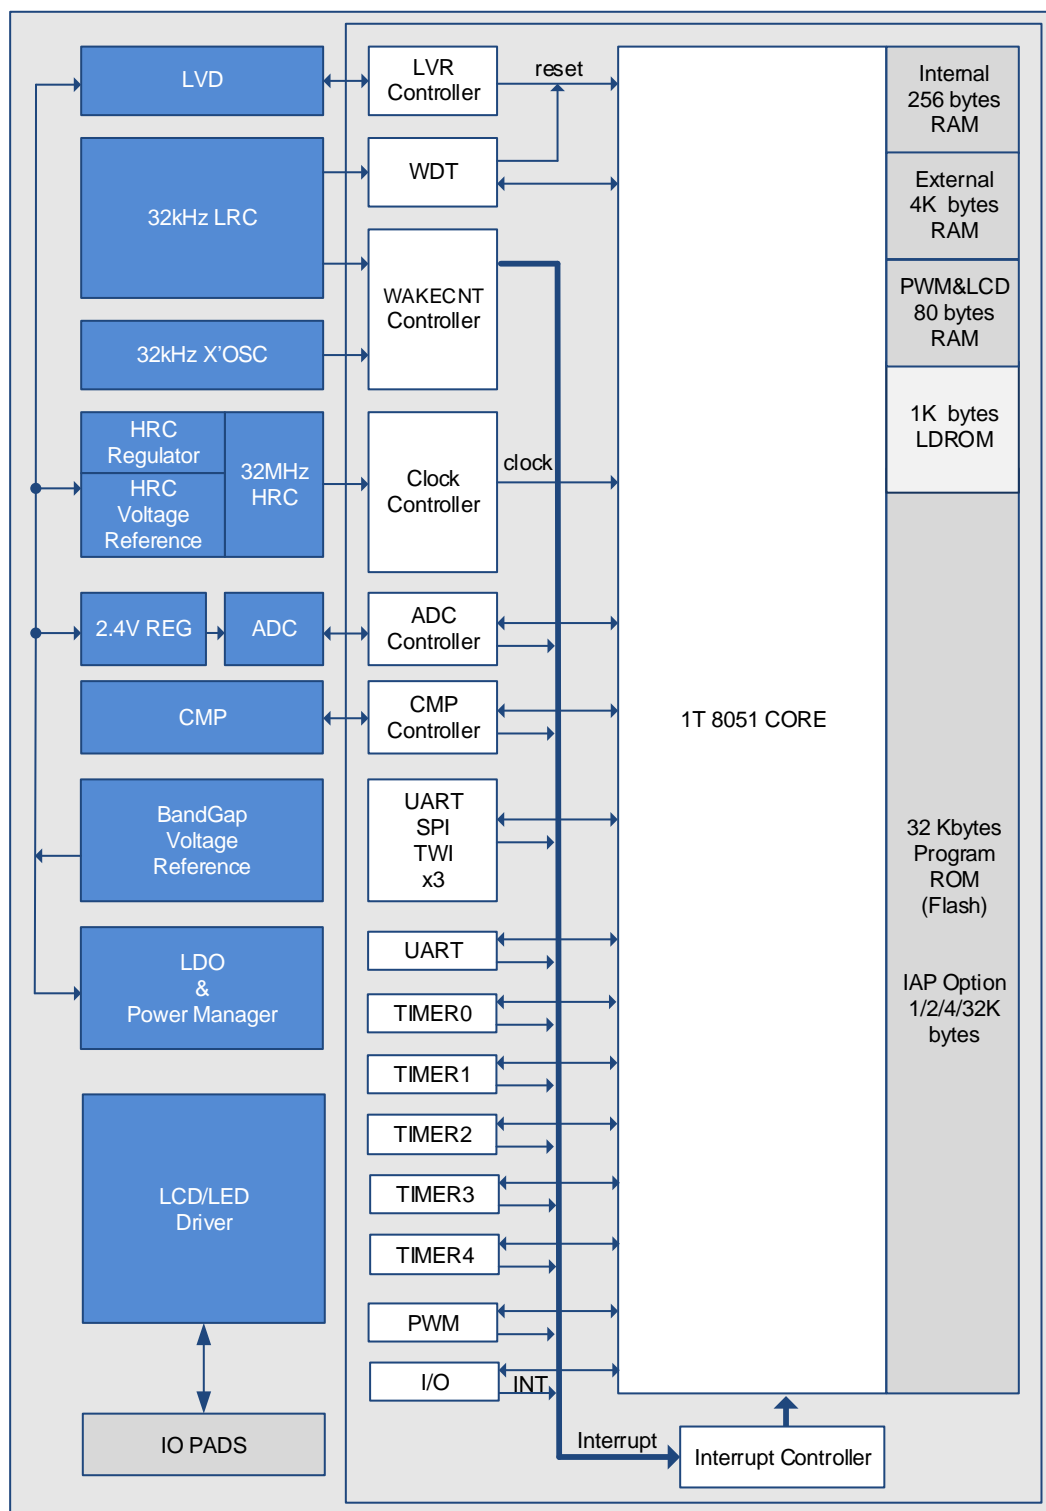 LVD
LVR
Controller
reset
Internal
256 bytes
RAM
32kHz LRC
WDT
External
4K bytes
RAM
WAKECNT
Controller
PWM&LCD
80 bytes
RAM
32kHz X'OSC
1K bytes
LDROM
HRC
Regulator
HRC
Voltage
Reference
32MHz
HRC
Clock
Controller
clock
2.4V REG
ADC
ADC
Controller
CMP
CMP
Controller
1T 8051 CORE
BandGap
Voltage
Reference
UART
SPI
TWI
x3
32 Kbytes
Program
ROM
(Flash)
IAP Option
1/2/4/32K
bytes
LDO
&
Power Manager
UART
TIMER0
TIMER1
TIMER2
LCD/LED
Driver
TIMER3
TIMER4
PWM
I/O
INT
IO PADS
Interrupt
Interrupt Controller